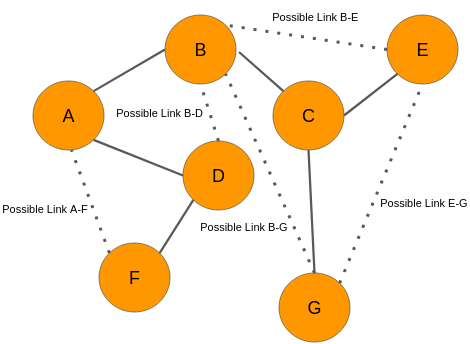 Possible Link B-E
B
E
A
Possible Link B-D
C
D
Possible Link A-F
Possible Link E-G
Possible Link B-G
F
G